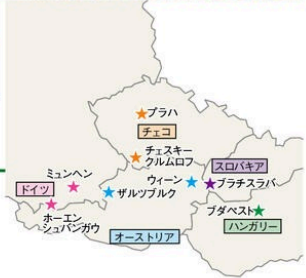 プラハ
チェコ
チェスキー
クルムロフ
スロバキア
ミュンヘン
ウィーン
ブラチスラバ
ドイツ
ザルツブルク
ホーエン
シュバンガウ
ブダペスト
オーストリア
ハンガリー